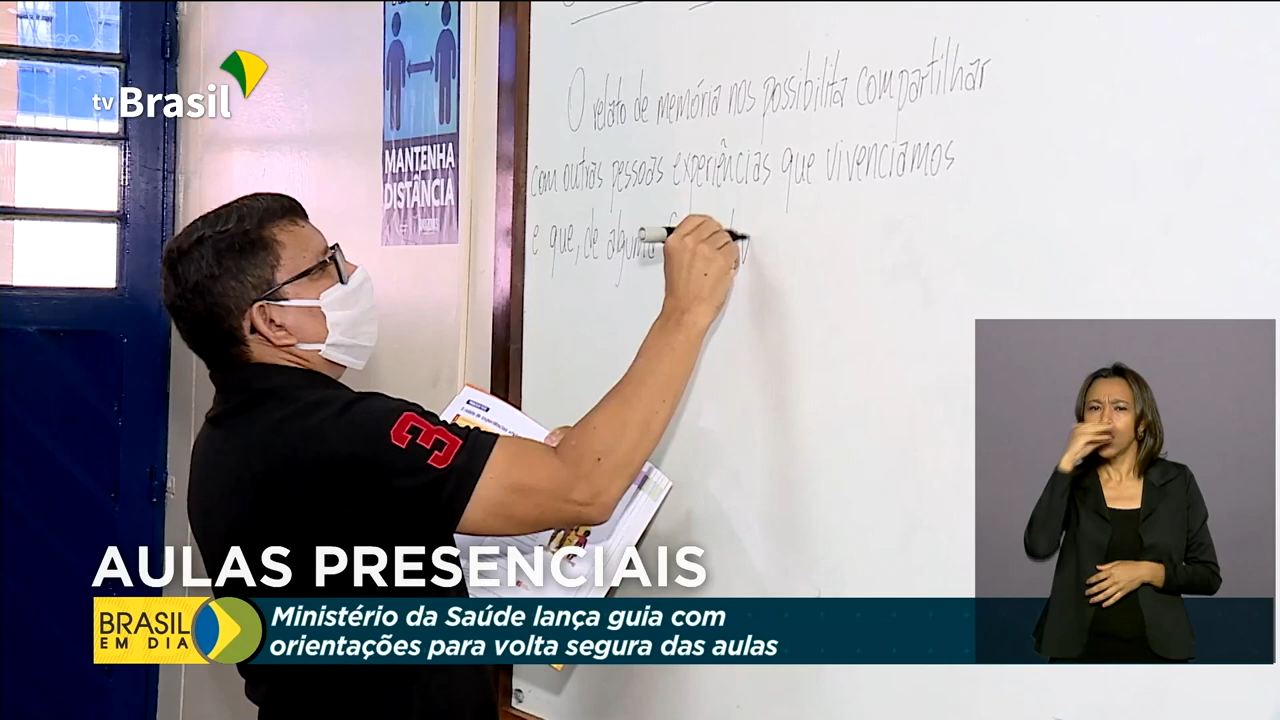 tv Brasil
MANTENHA
DISTÂNCIA
O relato de memória nos possibilita compartilhar
com outras pessoas experiências que vivenciamos
e que, de alguma
3
AULAS PRESENCIAIS
BRASIL
EM DIA
Ministério da Saúde lança guia com
orientações para volta segura das aulas